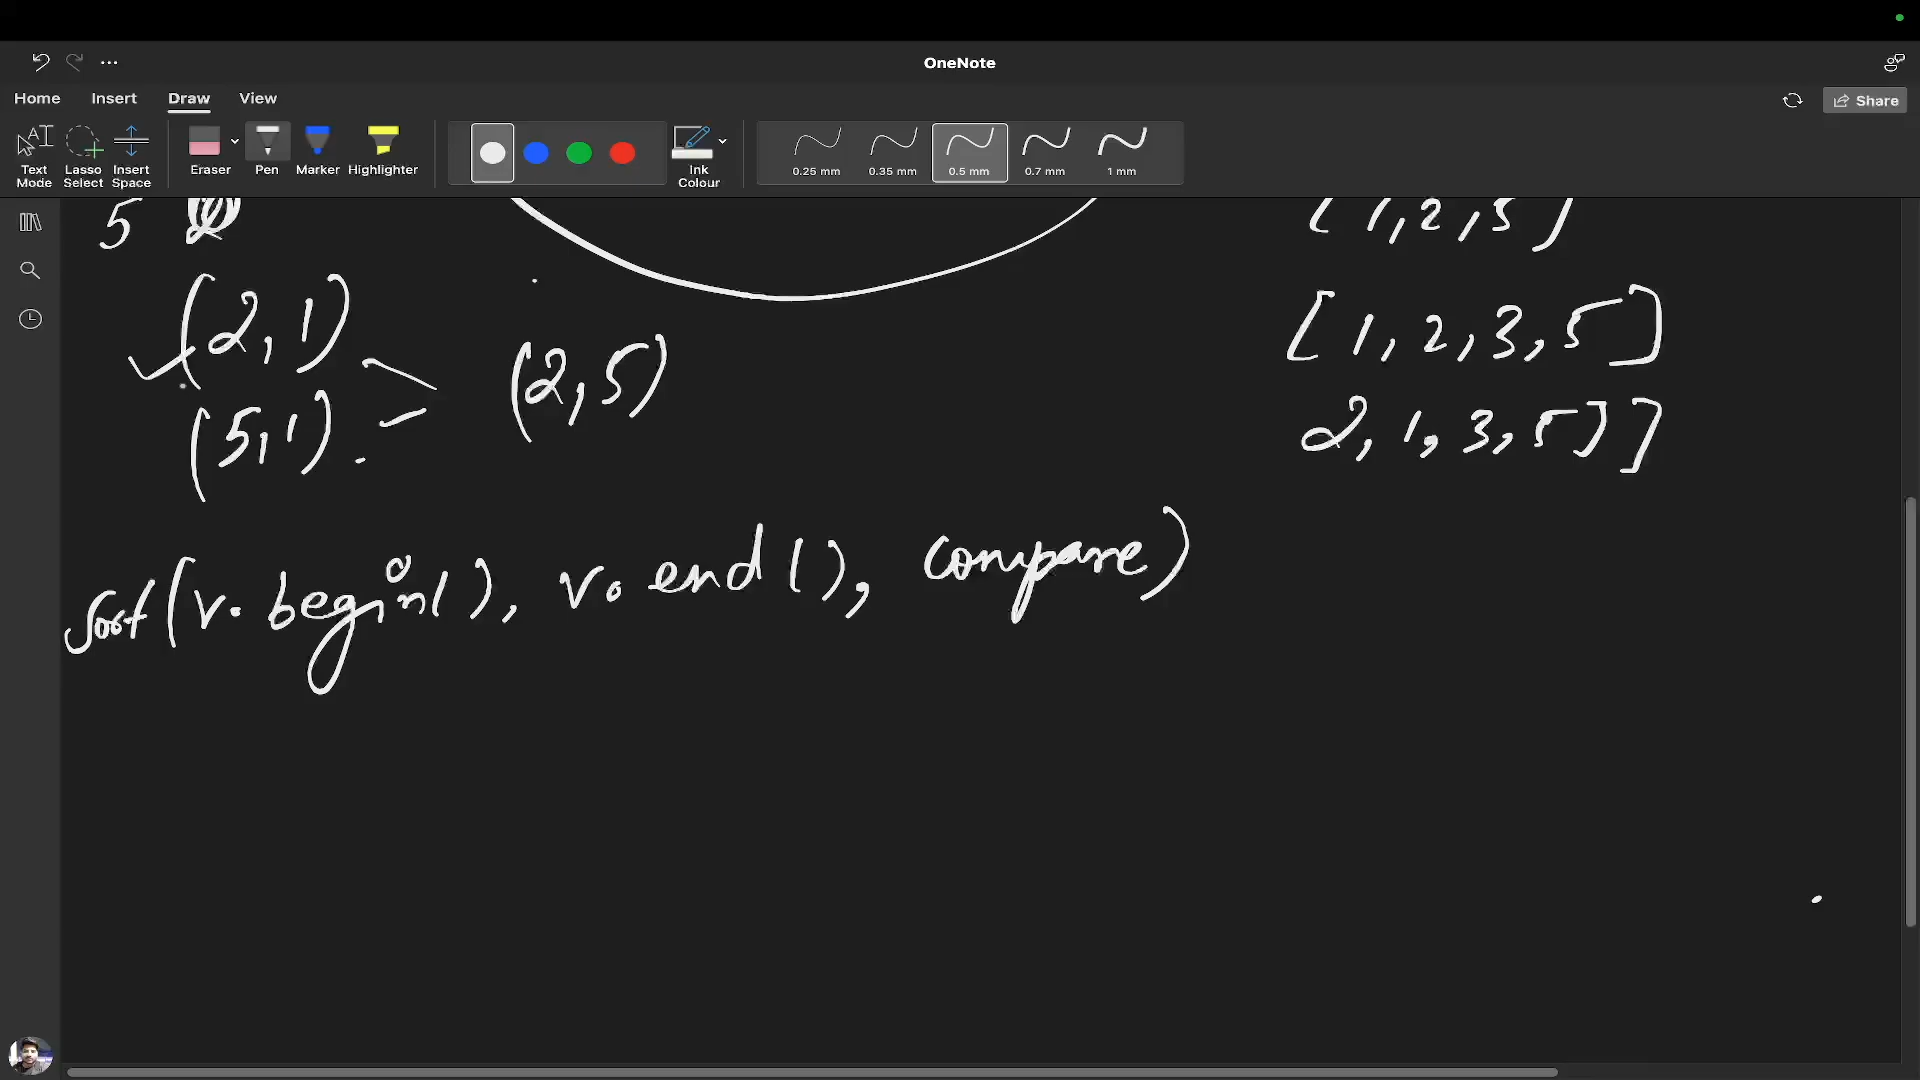 OneNote
Home Insert Draw View
Share
Text Mode
Lasso Select
Insert Space
Eraser
Pen
Marker
Highlighter
Ink Colour
0.25 mm
0.35 mm
0.5 mm
0.7 mm
1 mm
5
[1,2,5]
(2,1)
(5,1)
(2,5)
[1,2,3,5]
2,1,3,5]]
sort(v.begin(), v.end(), compare)